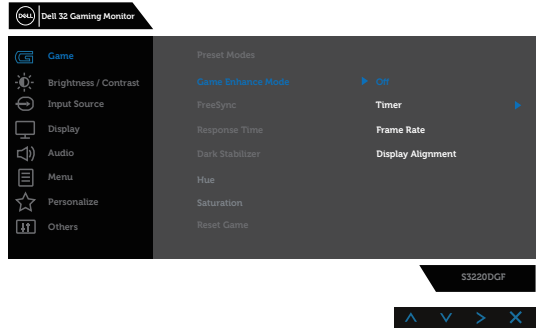 DELL Dell 32 Gaming Monitor
Game
Preset Modes
Brightness / Contrast
Game Enhance Mode
Off
Input Source
FreeSync
Timer
Display
Response Time
Frame Rate
Audio
Dark Stabilizer
Display Alignment
Menu
Hue
Personalize
Saturation
Others
Reset Game
S3220DGF